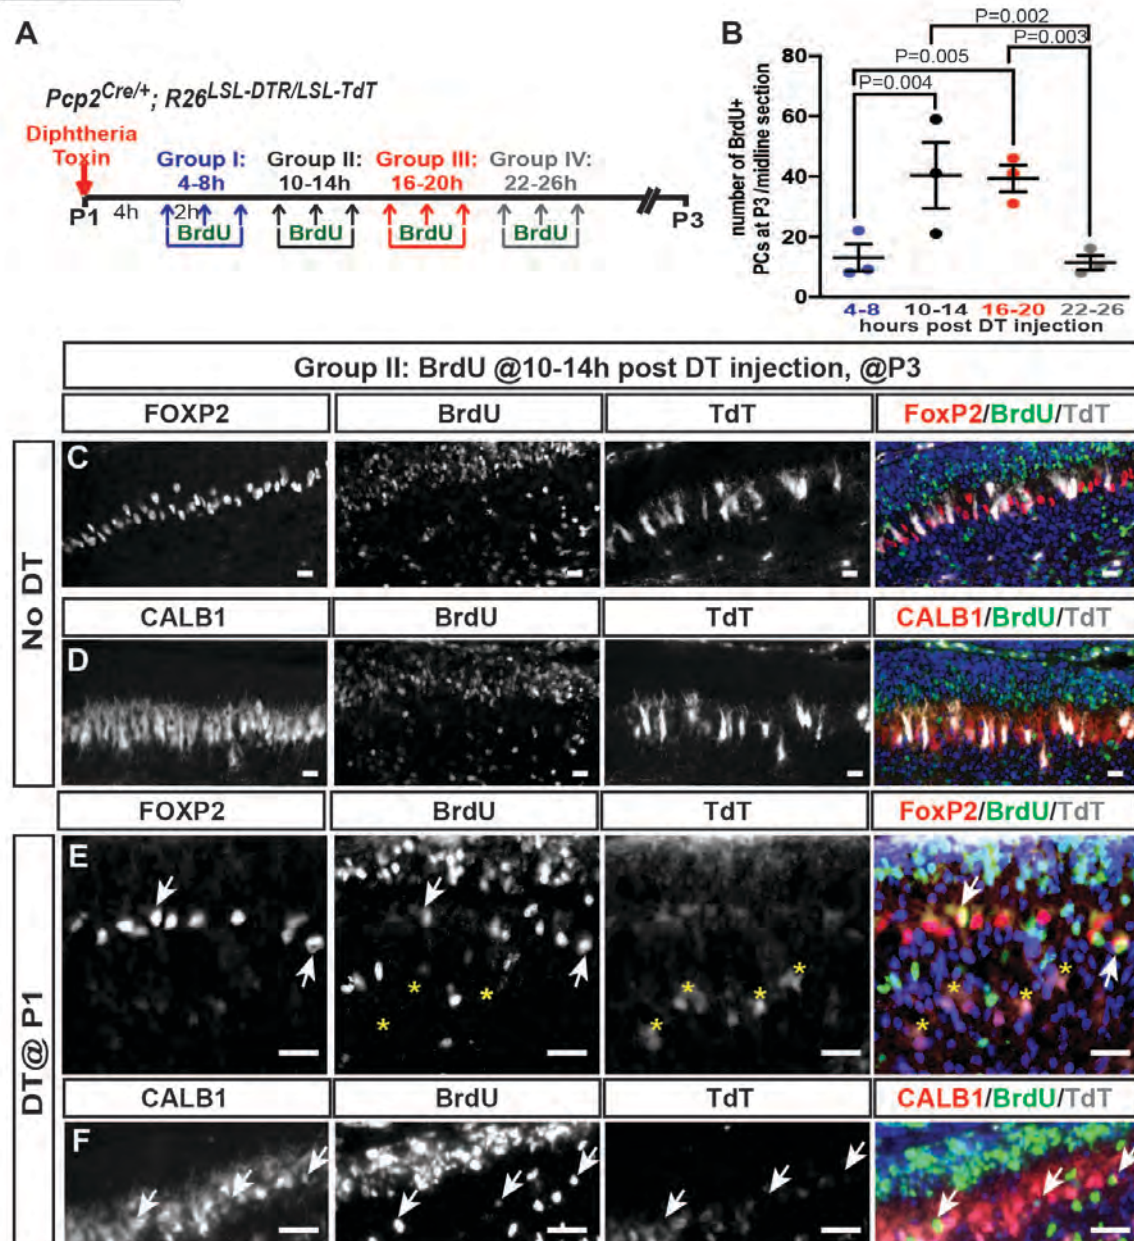 A
Pcp2Cre/+; R26LSL-DTR/LSL-TdT
Diphtheria
Toxin
Group I:
4-8h
Group II:
10-14h
Group III:
16-20h
Group IV:
22-26h
P1
4h
2h
P3
BrdU
BrdU
BrdU
BrdU
B
P=0.002
P=0.003
P=0.005
P=0.004
number of BrdU+
PCs at P3 /midline section
80
60
40
20
0
4-8 10-14 16-20 22-26
hours post DT injection
Group II: BrdU @10-14h post DT injection, @P3
FOXP2 BrdU TdT FoxP2/BrdU/TdT
No DT
C
CALB1 BrdU TdT CALB1/BrdU/TdT
D
FOXP2 BrdU TdT FoxP2/BrdU/TdT
DT@ P1
E
CALB1 BrdU TdT CALB1/BrdU/TdT
F